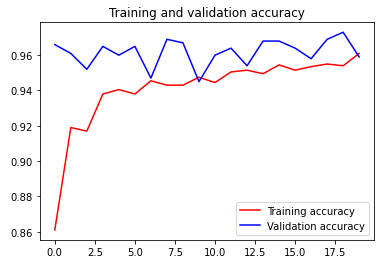 Training and validation accuracy
0.96
0.94
0.92
0.90
0.88
0.86
Training accuracy
Validation accuracy
0.0 2.5 5.0 7.5 10.0 12.5 15.0 17.5